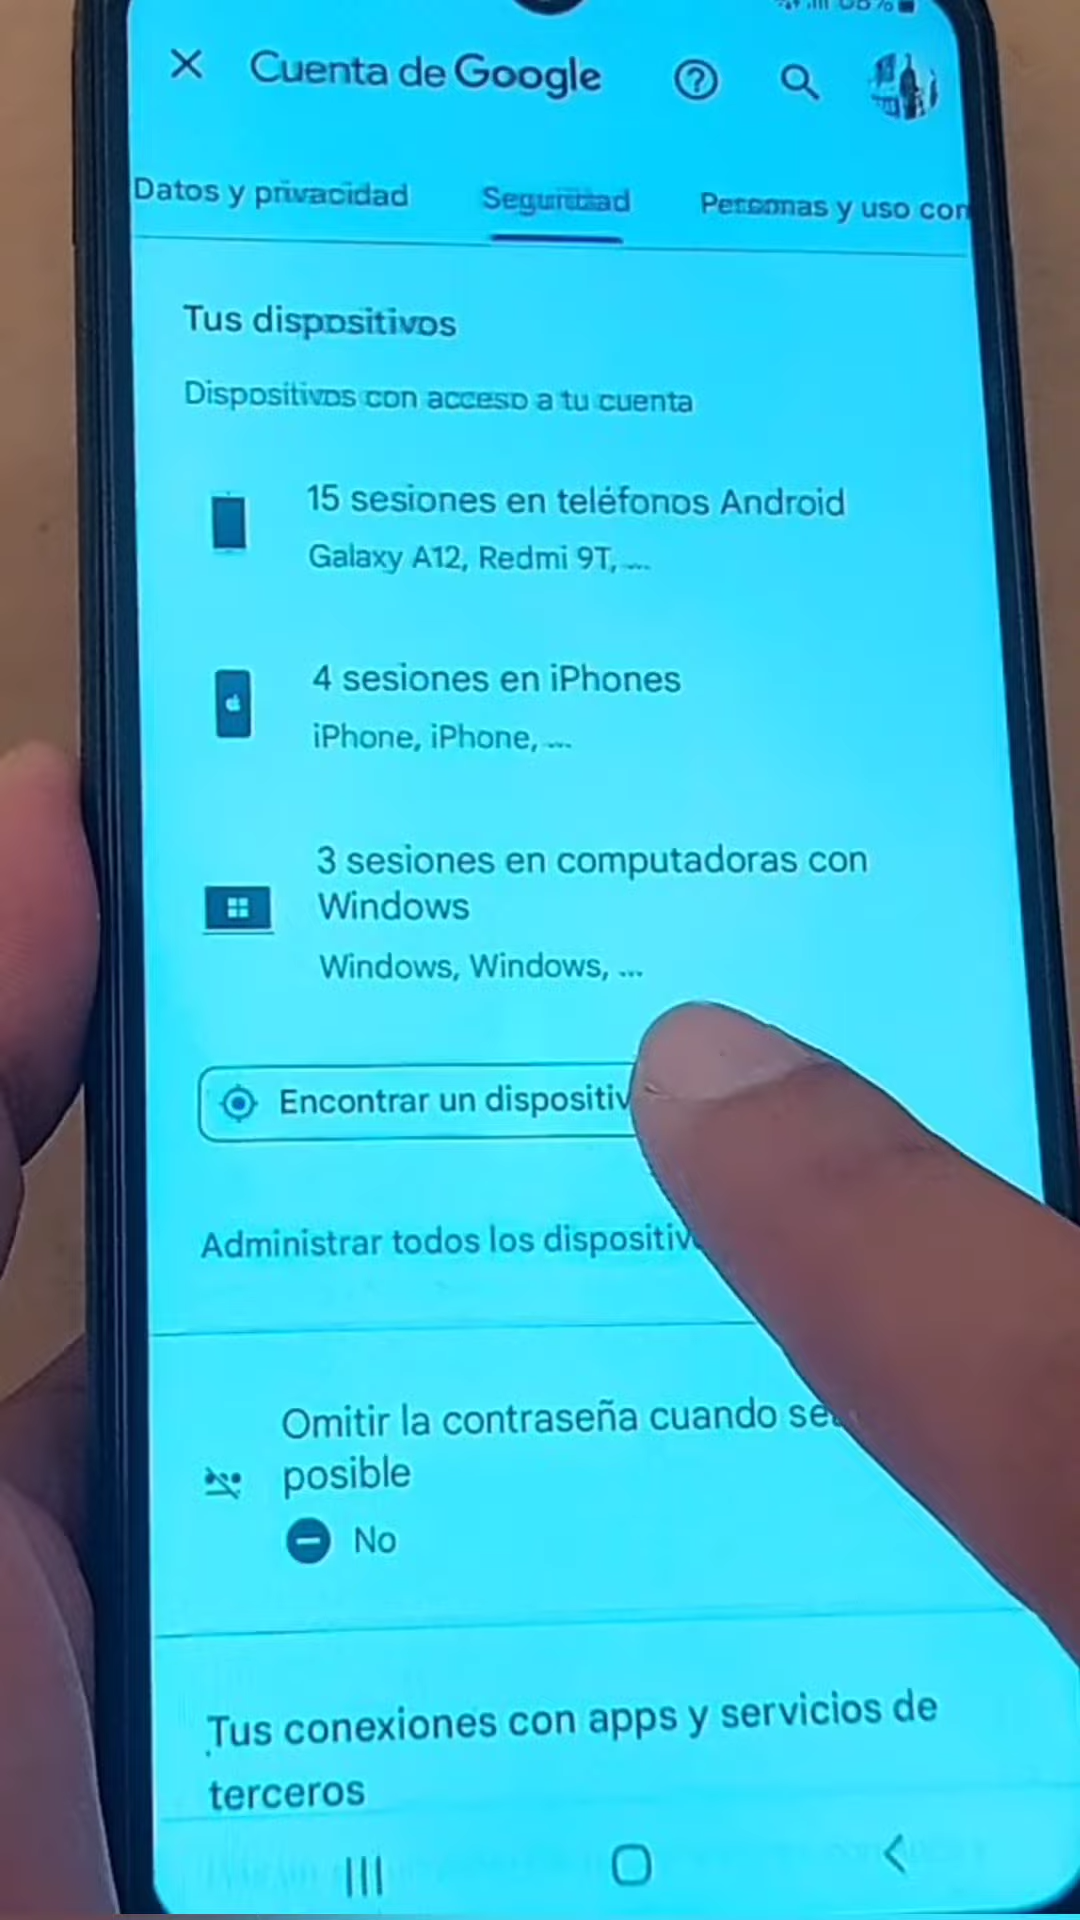 Cuenta de Google
Datos y privacidad Seguridad Personas y uso con
Tus dispositivos
Dispositivos con acceso a tu cuenta
15 sesiones en teléfonos Android
Galaxy A12, Redmi 9T, ...
4 sesiones en iPhones
iPhone, iPhone, ...
3 sesiones en computadoras con
Windows
Windows, Windows, ...
Encontrar un dispositiv
Administrar todos los dispositiv
Omitir la contraseña cuando sea
posible
No
Tus conexiones con apps y servicios de
terceros